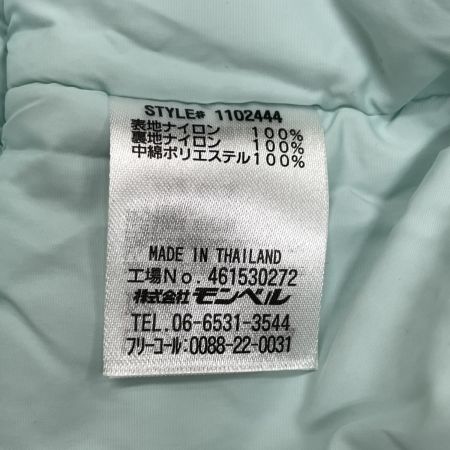 STYLE# 1102444
表地ナイロン 100%
裏地ナイロン 100%
中綿ポリエステル100%
MADE IN THAILAND
工場No. 461530272
株式会社 モンベル
TEL. 06-6531-3544
フリーコール:0088-22-0031